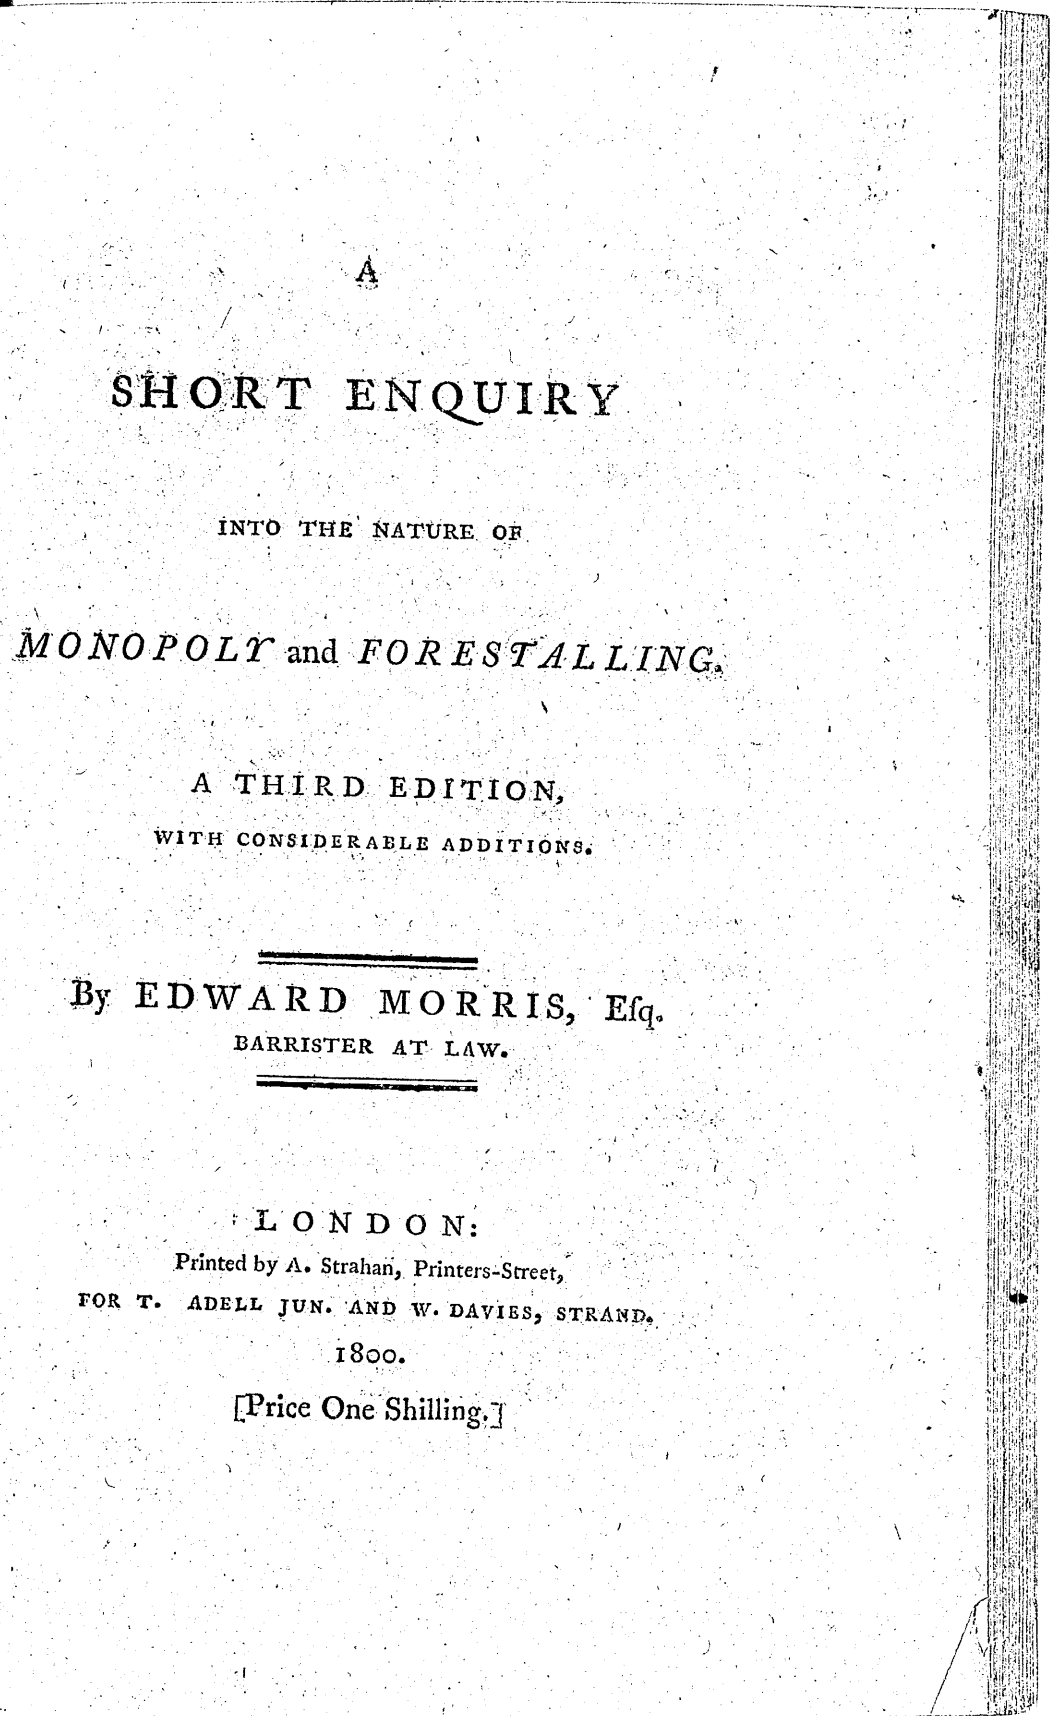 A
SHORT ENQUIRY
INTO THE NATURE OF
MONOPOLY and FORESTALLING.
A THIRD EDITION,
WITH CONSIDERABLE ADDITIONS.
By EDWARD MORRIS, Eſq.
BARRISTER AT LAW.
LONDON:
Printed by A. Strahan, Printers-Street,
FOR T. ADELL JUN. AND W. DAVIES, STRAND.
1800.
[Price One Shilling.]